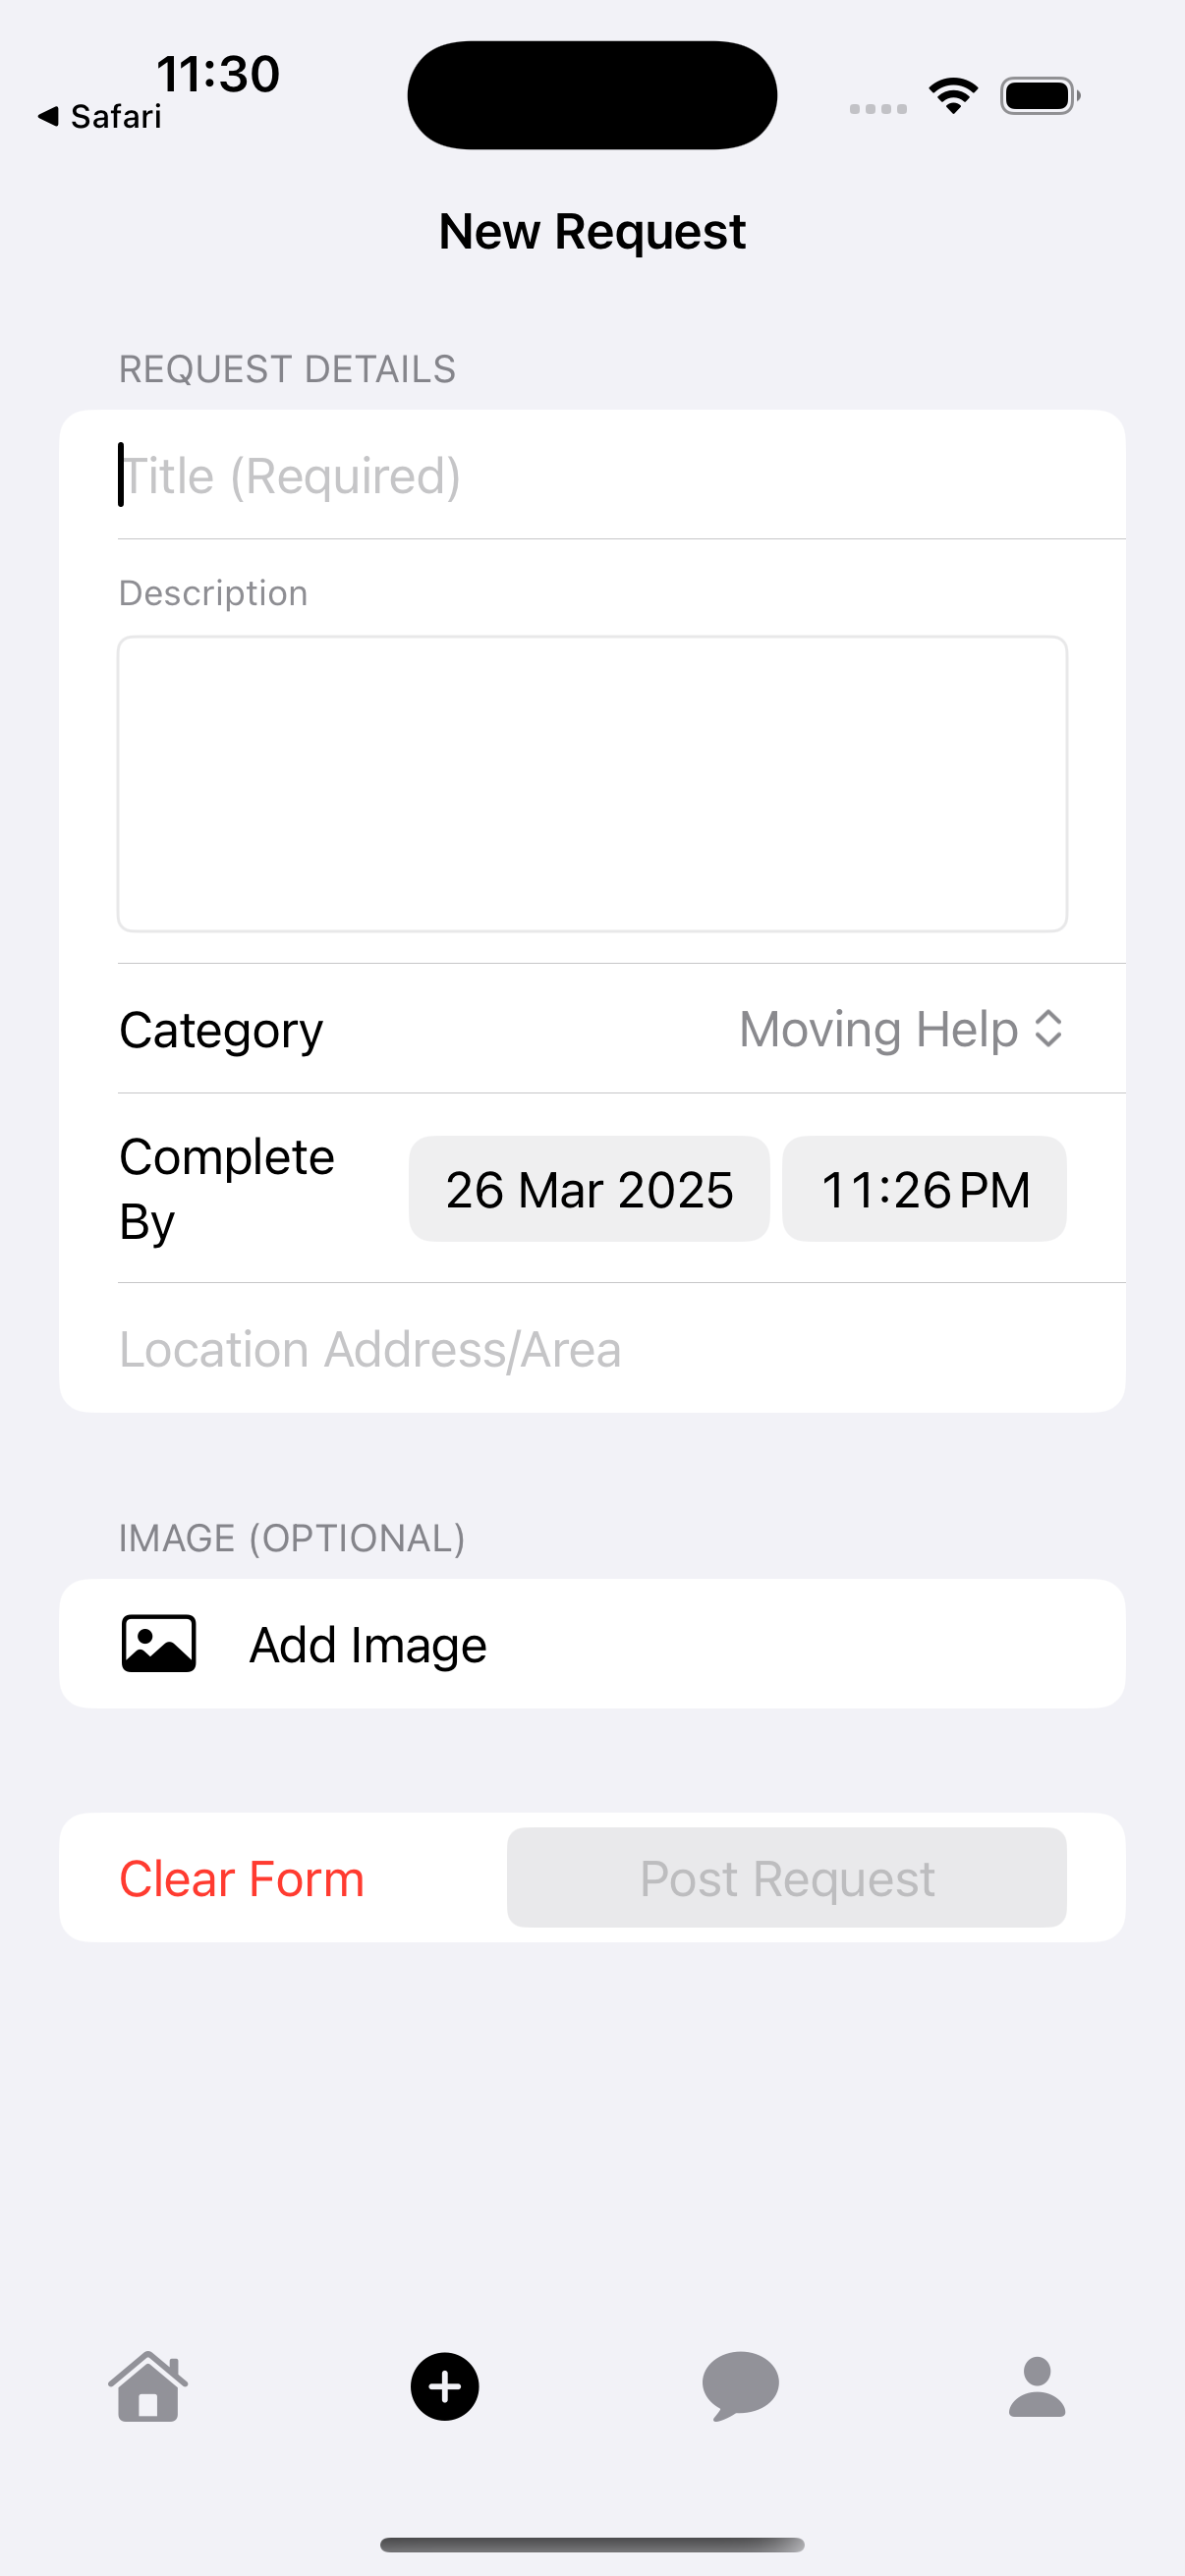 11:30
Safari
New Request
REQUEST DETAILS
Title (Required)
Description
Category
Moving Help
Complete By
26 Mar 2025
11:26 PM
Location Address/Area
IMAGE (OPTIONAL)
Add Image
Clear Form
Post Request